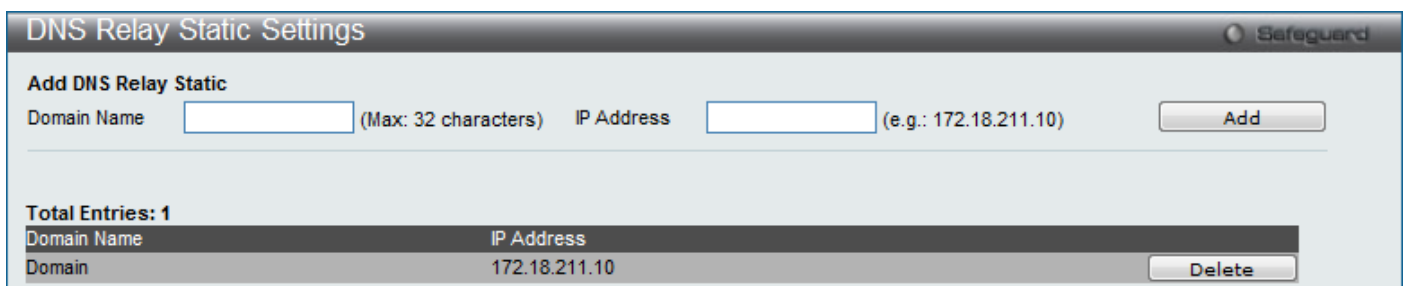 DNS Relay Static Settings
Safeguard
Add DNS Relay Static
Domain Name (Max: 32 characters) IP Address (e.g.: 172.18.211.10) Add
Total Entries: 1
Domain Name IP Address
Domain 172.18.211.10 Delete